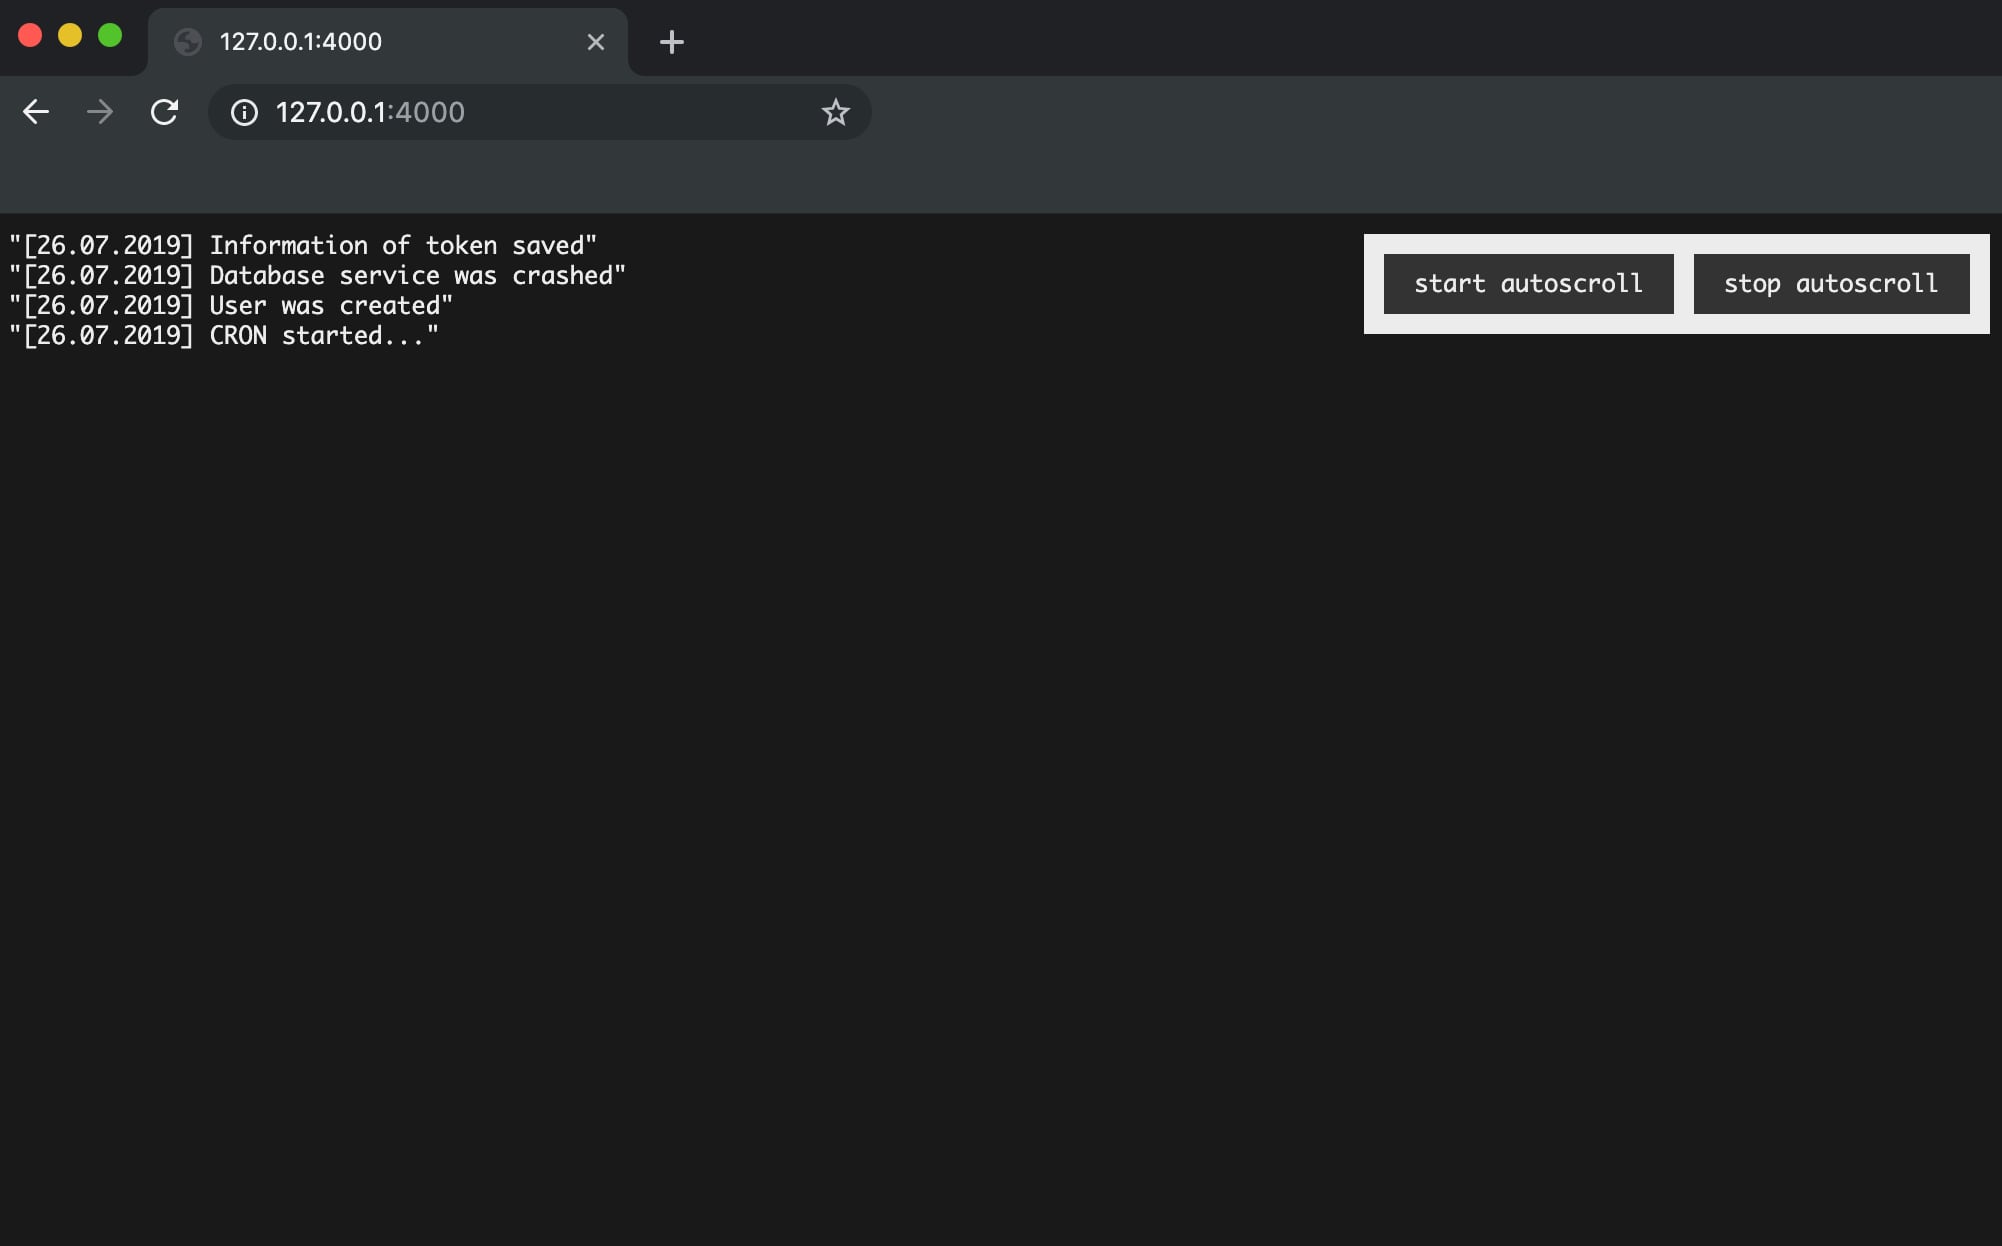 127.0.0.1:4000
127.0.0.1:4000
"[26.07.2019] Information of token saved"
"[26.07.2019] Database service was crashed"
"[26.07.2019] User was created"
"[26.07.2019] CRON started..."
start autoscroll
stop autoscroll